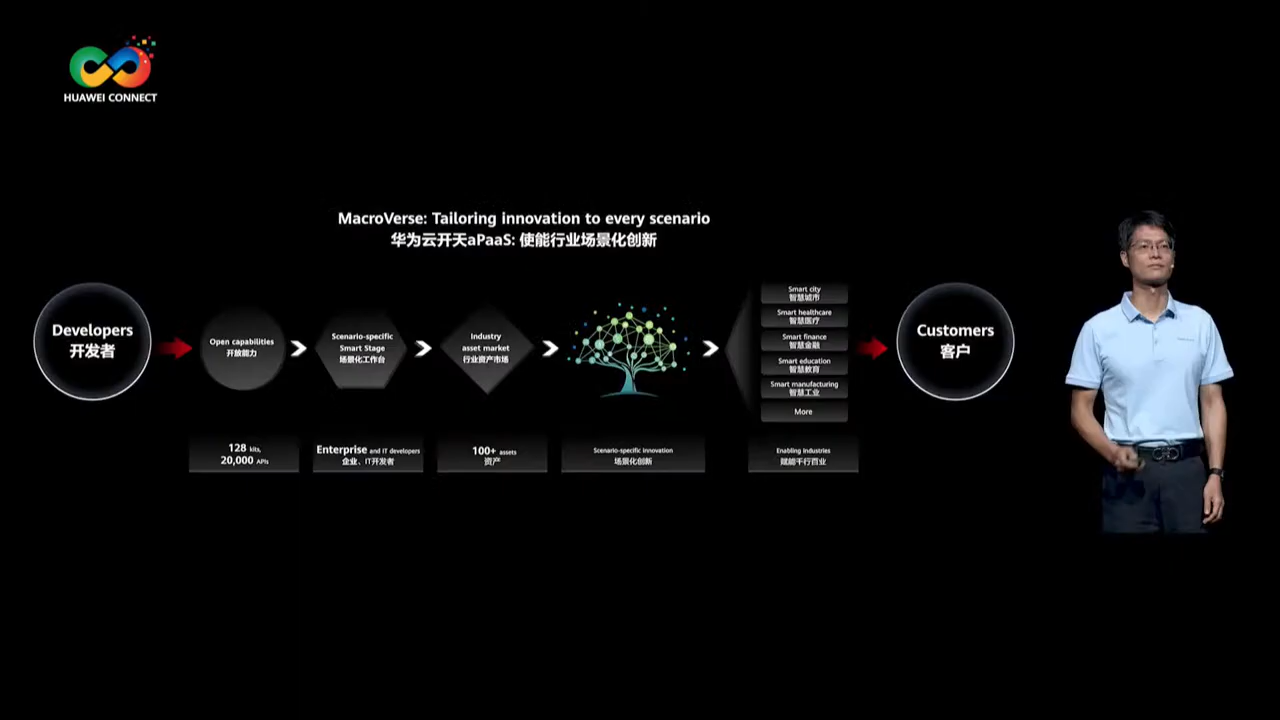 HUAWEI CONNECT
MacroVerse: Tailoring innovation to every scenario
华为云开天aPaaS: 使能行业场景化创新
Developers
开发者
Open capabilities
开放能力
Scenario-specific
Smart Stage
场景化工作台
Industry
asset market
行业资产市场
Smart city
智慧城市
Smart healthcare
智慧医疗
Smart finance
智慧金融
Smart education
智慧教育
Smart manufacturing
智慧工业
More
Customers
客户
128 kits,
20,000 APIs
Enterprise and IT developers
企业、IT开发者
100+ assets
资产
Scenario-specific innovation
场景化创新
Enabling industries
赋能千行百业